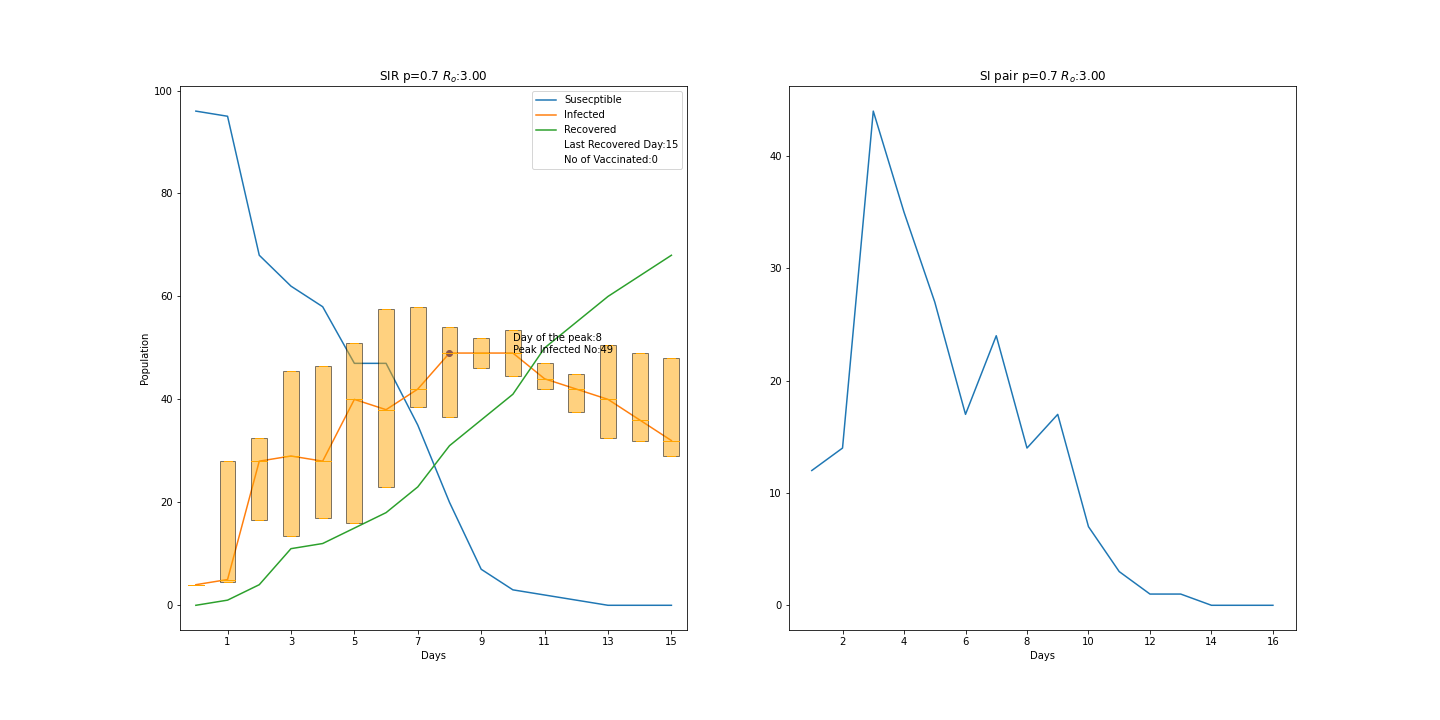 SIR p=0.7 Rₒ:3.00
100
80
60
40
20
0
Population
Susecptible
Infected
Recovered
Last Recovered Day:15
No of Vaccinated:0
Day of the peak:8
Peak Infected No:49
1 3 5 7 9 11 13 15
Days
SI pair p=0.7 Rₒ:3.00
40
30
20
10
0
2 4 6 8 10 12 14 16
Days